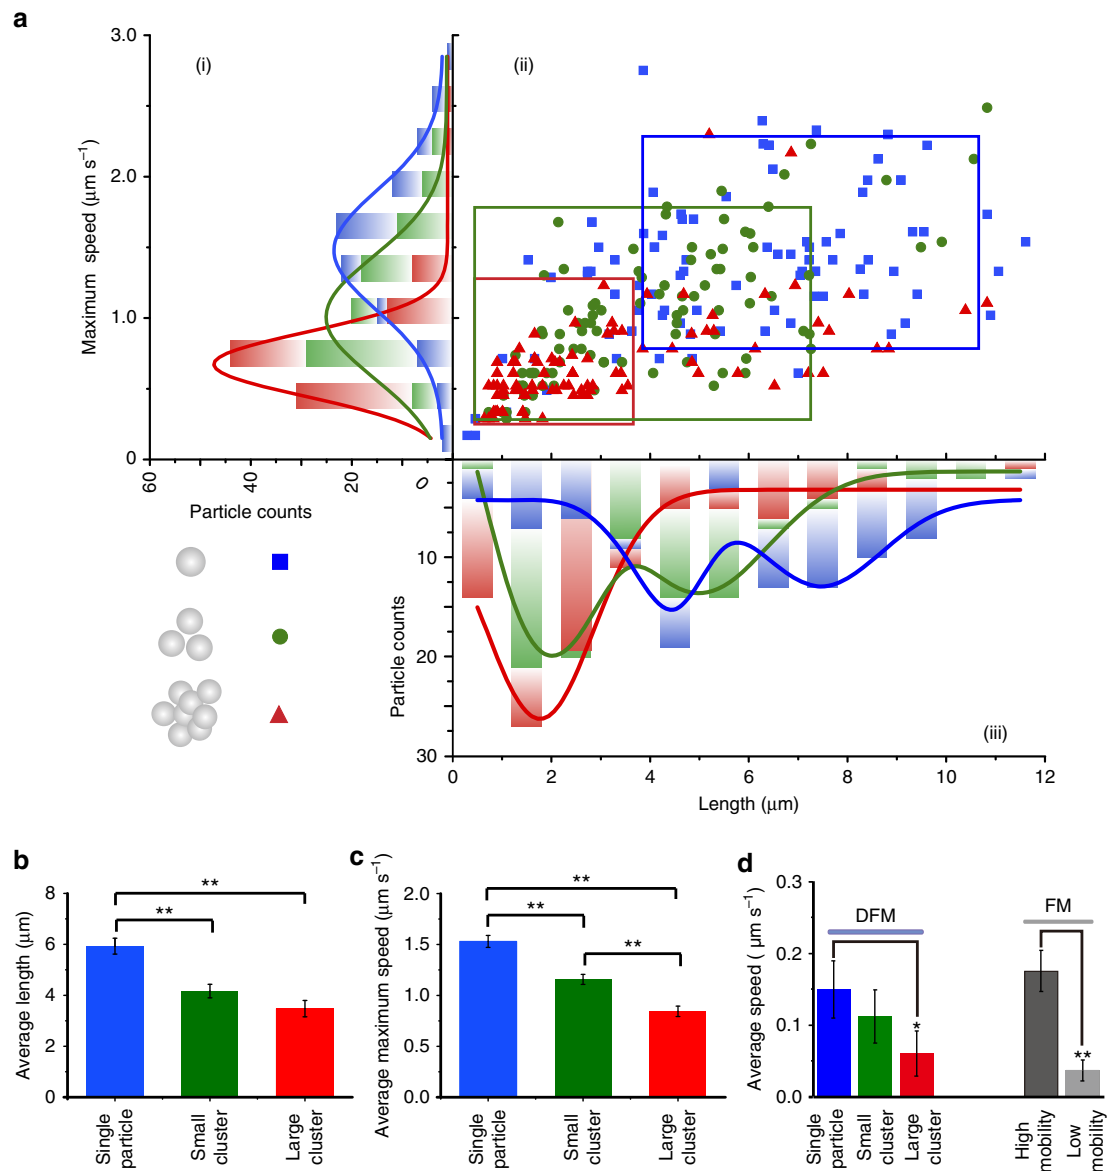 a
3.0
2.0
1.0
0
Maximum speed (μm s⁻¹)
(i)
(ii)
60
40
20
0
Particle counts
10
20
30
Particle counts
(iii)
0
2
4
6
8
10
12
Length (μm)
b
8
6
4
2
0
Average length (μm)
**
**
Single particle
Small cluster
Large cluster
c
2.0
1.5
1.0
0.5
0.0
Average maximum speed (μm s⁻¹)
**
**
**
Single particle
Small cluster
Large cluster
d
0.3
0.2
0.1
0.0
Average speed ( μm s⁻¹)
DFM
FM
*
**
Single particle
Small cluster
Large cluster
High mobility
Low mobility